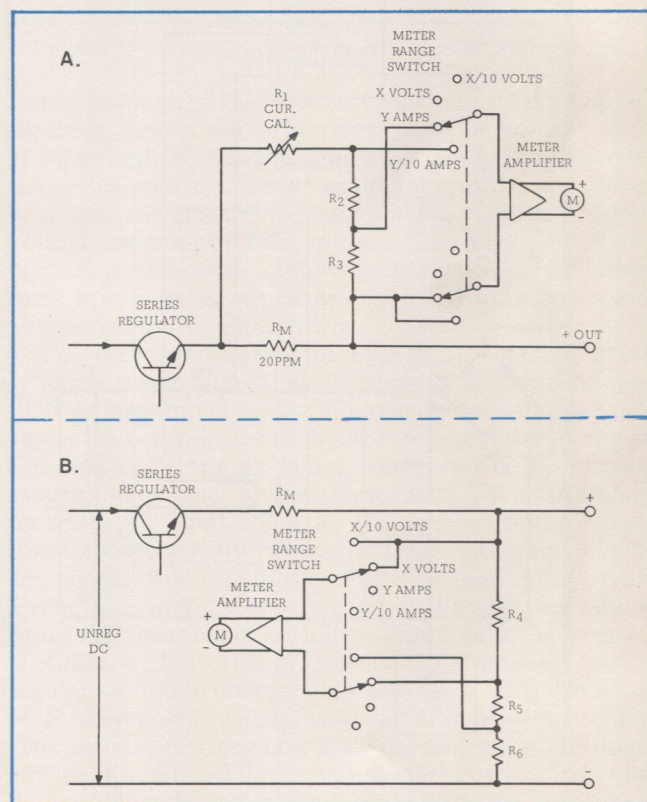 A.
METER
RANGE
SWITCH
X/10 VOLTS
X VOLTS
R1
CUR.
CAL.
Y AMPS
METER
AMPLIFIER
Y/10 AMPS
+
M
-
R2
R3
SERIES
REGULATOR
RM
20PPM
+ OUT
B.
SERIES
REGULATOR
RM
+
X/10 VOLTS
METER
RANGE
SWITCH
X VOLTS
METER
AMPLIFIER
Y AMPS
Y/10 AMPS
R4
+
M
-
UNREG
DC
R5
R6
-